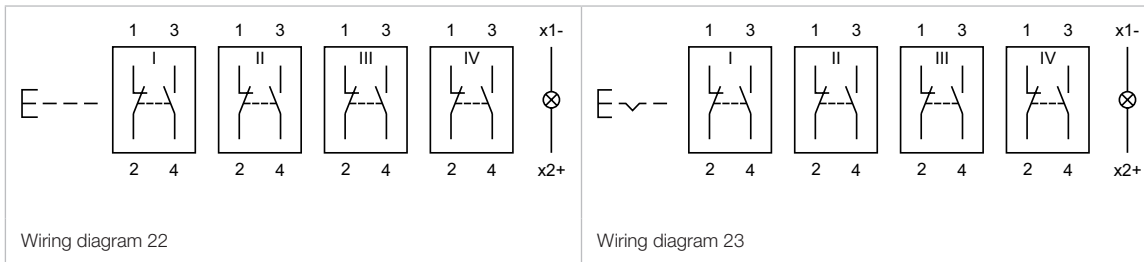 1 3 1 3 1 3 1 3 x1-
I II III IV
2 4 2 4 2 4 2 4 x2+
Wiring diagram 22
1 3 1 3 1 3 1 3 x1-
I II III IV
2 4 2 4 2 4 2 4 x2+
Wiring diagram 23